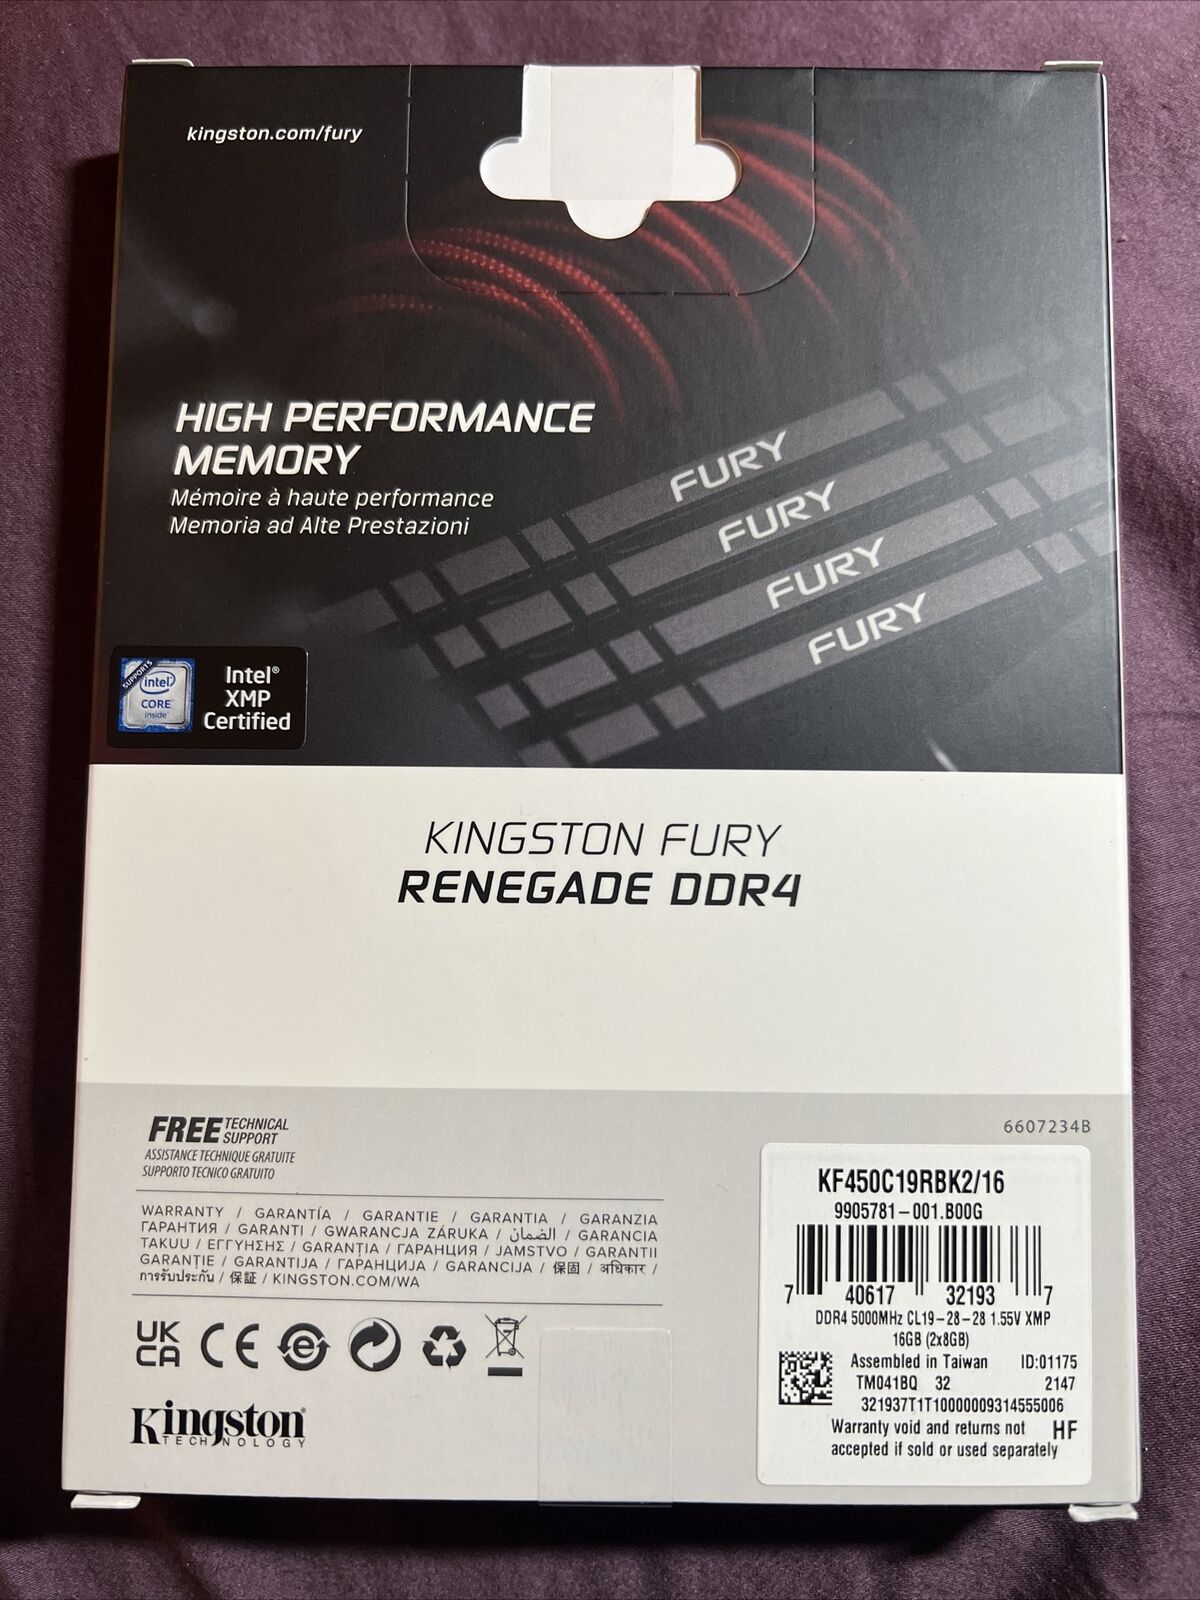 kingston.com/fury
HIGH PERFORMANCE
MEMORY
Mémoire à haute performance
Memoria ad Alte Prestazioni
FURY
FURY
FURY
FURY
SUPPORTS
intel
CORE
inside
Intel®
XMP
Certified
KINGSTON FURY
RENEGADE DDR4
FREE TECHNICAL
SUPPORT
ASSISTANCE TECHNIQUE GRATUITE
SUPPORTO TECNICO GRATUITO
WARRANTY / GARANTÍA / GARANTIE / GARANTIA / GARANZIA
ГАРАНТИЯ / GARANTI / GWARANCJA ZÁRUKA / الضمان / GARANCIA
TAKUU / ΕΓΓΥΗΣΗΣ / GARANȚIA / ГАРАНЦИЯ / JAMSTVO / GARANTII
GARANTIE / GARANTIJA / ГАРАНЦИЈА / GARANCIJA / 保固 / अधिकार /
การรับประกัน / 保証 / KINGSTON.COM/WA
UK
CA
CE
e
Kingston®
TECHNOLOGY
6607234B
KF450C19RBK2/16
9905781-001.B00G
7 40617 32193 7
DDR4 5000MHz CL19-28-28 1.55V XMP
16GB (2x8GB)
Assembled in Taiwan ID:01175
TM041BQ 32 2147
321937T1T10000009314555006
Warranty void and returns not HF
accepted if sold or used separately